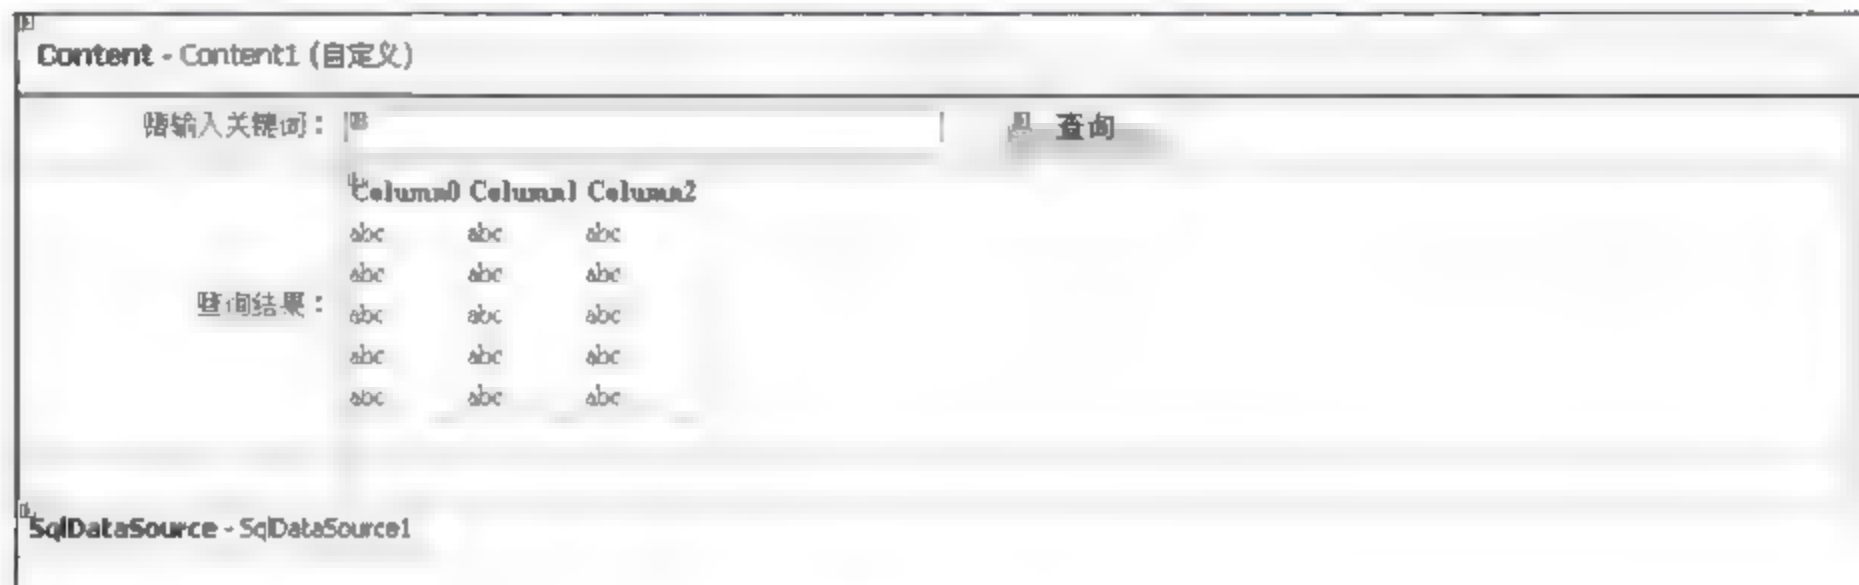 Content - Content1 (自定义)
请输入关键词： 查询
Column0 Column1 Column2
abc abc abc
abc abc abc
查询结果：
abc abc abc
abc abc abc
abc abc abc
SqlDataSource - SqlDataSource1